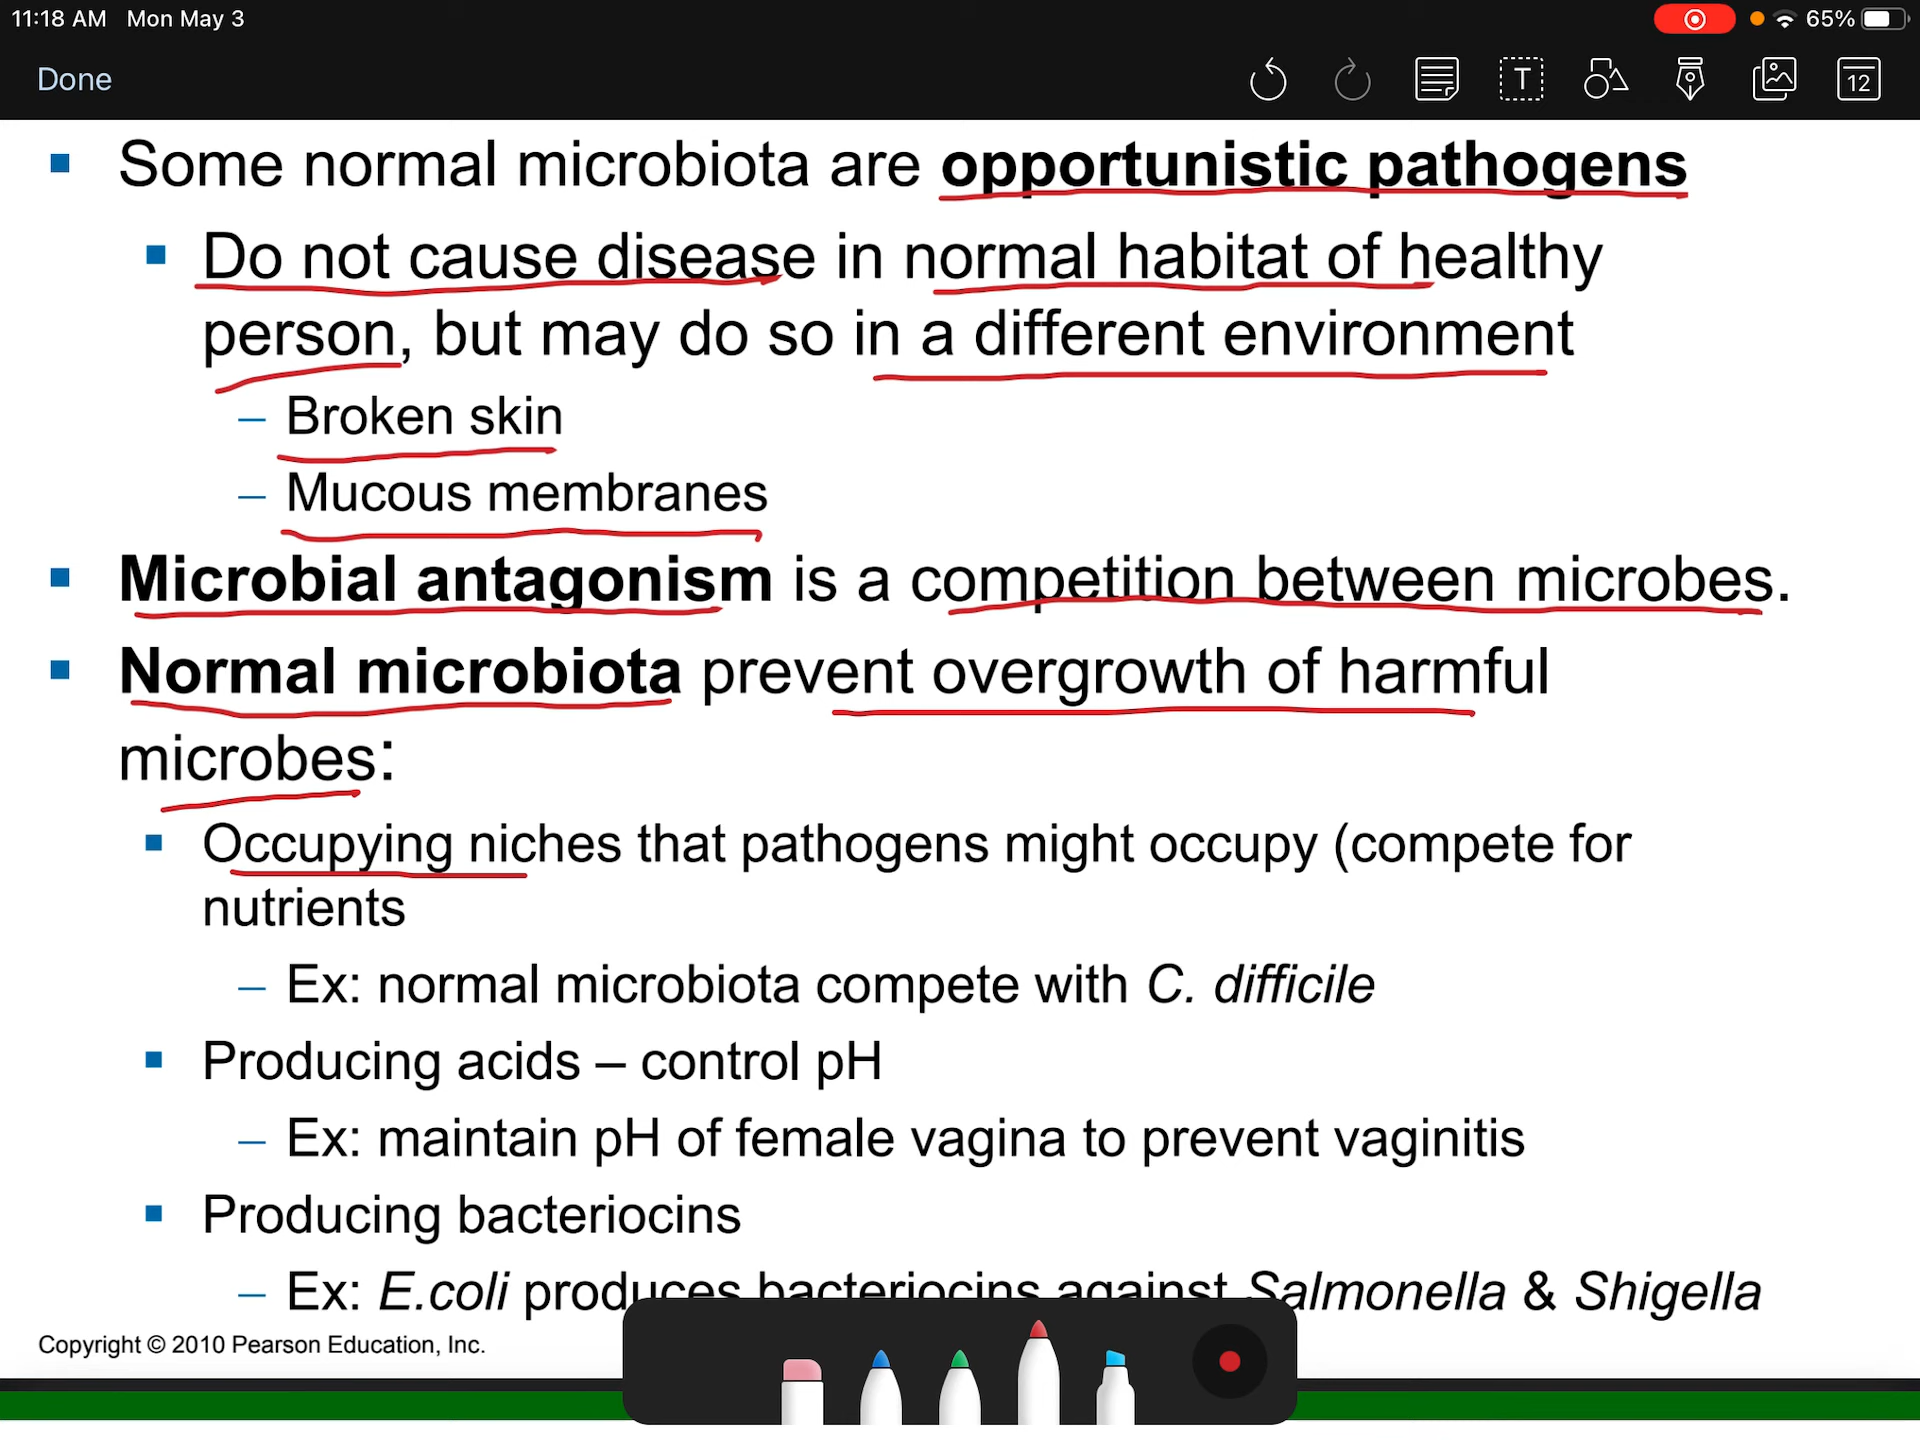 11:18 AM Mon May 3 65%
Done T 12
Some normal microbiota are opportunistic pathogens
Do not cause disease in normal habitat of healthy
person, but may do so in a different environment
– Broken skin
– Mucous membranes
Microbial antagonism is a competition between microbes.
Normal microbiota prevent overgrowth of harmful
microbes:
Occupying niches that pathogens might occupy (compete for
nutrients
– Ex: normal microbiota compete with C. difficile
Producing acids – control pH
– Ex: maintain pH of female vagina to prevent vaginitis
Producing bacteriocins
– Ex: E.coli produces bacteriocins against Salmonella & Shigella
Copyright © 2010 Pearson Education, Inc.